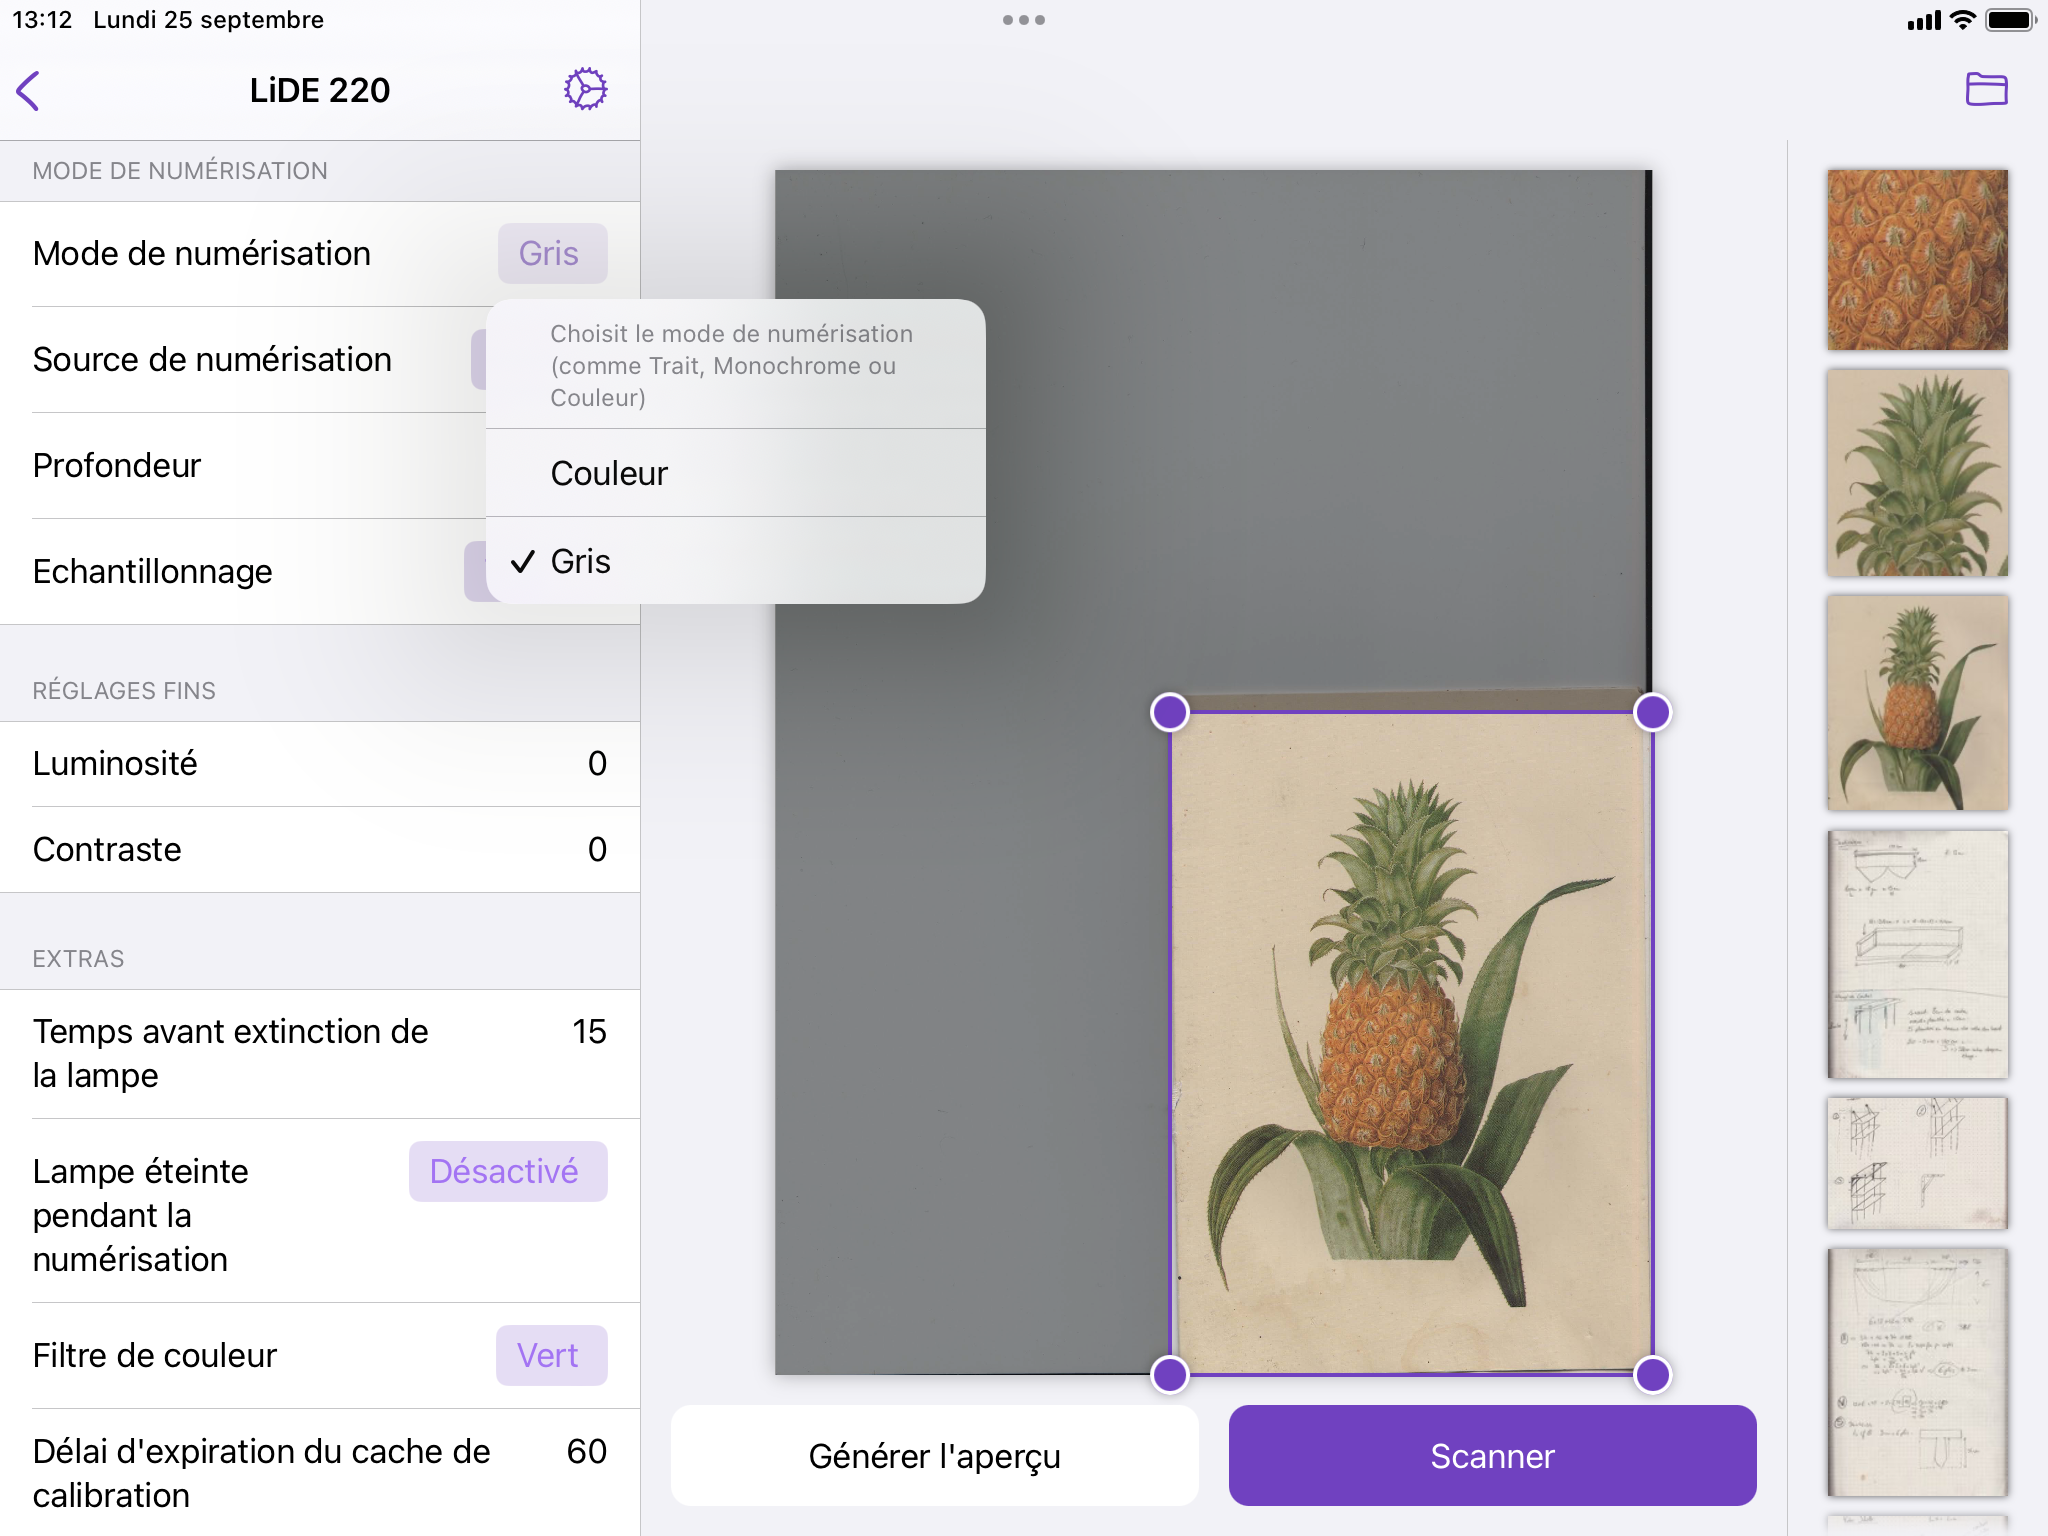 13:12 Lundi 25 septembre
LiDE 220
MODE DE NUMÉRISATION
Mode de numérisation Gris
Source de numérisation
Profondeur
Echantillonnage
Choisit le mode de numérisation
(comme Trait, Monochrome ou
Couleur)
Couleur
Gris
RÉGLAGES FINS
Luminosité 0
Contraste 0
EXTRAS
Temps avant extinction de 15
la lampe
Lampe éteinte Désactivé
pendant la
numérisation
Filtre de couleur Vert
Délai d'expiration du cache de 60
calibration
Générer l'aperçu
Scanner